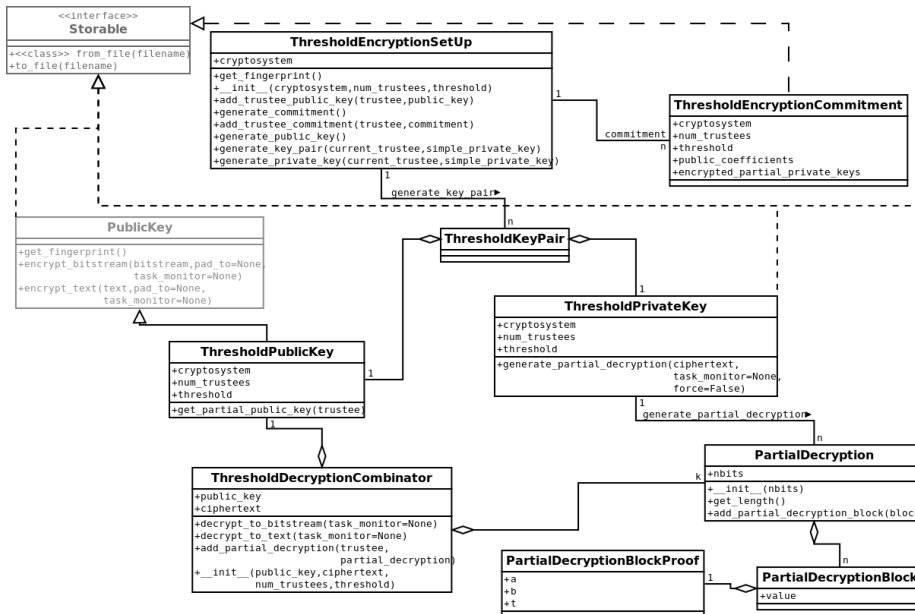 <<interface>>
Storable
+<<class>> from_file(filename)
+to_file(filename)
ThresholdEncryptionSetUp
+cryptosystem
+get_fingerprint()
+__init__(cryptosystem,num_trustees,threshold)
+add_trustee_public_key(trustee,public_key)
+generate_commitment()
+add_trustee_commitment(trustee,commitment)
+generate_public_key()
+generate_key_pair(current_trustee,simple_private_key)
+generate_private_key(current_trustee,simple_private_key)
1
commitment
n
ThresholdEncryptionCommitment
+cryptosystem
+num_trustees
+threshold
+public_coefficients
+encrypted_partial_private_keys
1
generate_key_pair
n
PublicKey
+get_fingerprint()
+encrypt_bitstream(bitstream,pad_to=None,
task_monitor=None)
+encrypt_text(text,pad_to=None,
task_monitor=None)
ThresholdKeyPair
1
ThresholdPrivateKey
+cryptosystem
+num_trustees
+threshold
+generate_partial_decryption(ciphertext,
task_monitor=None,
force=False)
ThresholdPublicKey
+cryptosystem
+num_trustees
+threshold
+get_partial_public_key(trustee)
1
1
1
generate_partial_decryption
n
ThresholdDecryptionCombinator
+public_key
+ciphertext
+decrypt_to_bitstream(task_monitor=None)
+decrypt_to_text(task_monitor=None)
+add_partial_decryption(trustee,
partial_decryption)
+__init__(public_key,ciphertext,
num_trustees,threshold)
k
PartialDecryption
+nbits
+__init__(nbits)
+get_length()
+add_partial_decryption_block(bloc
n
PartialDecryptionBlockProof
+a
+b
+t
1
PartialDecryptionBlock
+value